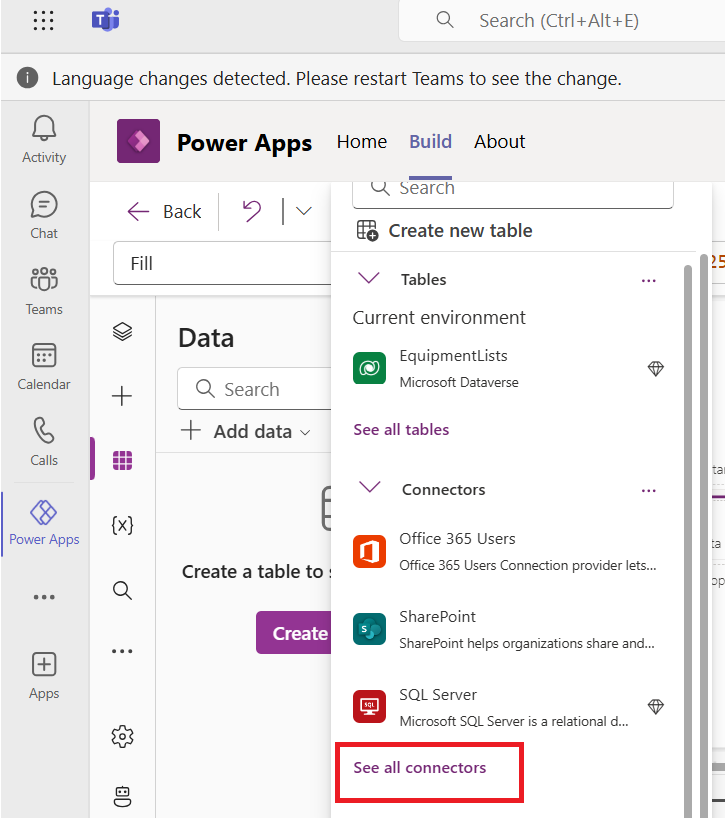 Search (Ctrl+Alt+E)
Language changes detected. Please restart Teams to see the change.
Activity
Chat
Teams
Calendar
Calls
Power Apps
Apps
Power Apps Home Build About
Back
Fill
Data
Search
Add data
Create a table to
Create
Search
Create new table
Tables
Current environment
EquipmentLists
Microsoft Dataverse
See all tables
Connectors
Office 365 Users
Office 365 Users Connection provider lets...
SharePoint
SharePoint helps organizations share and...
SQL Server
Microsoft SQL Server is a relational d...
See all connectors